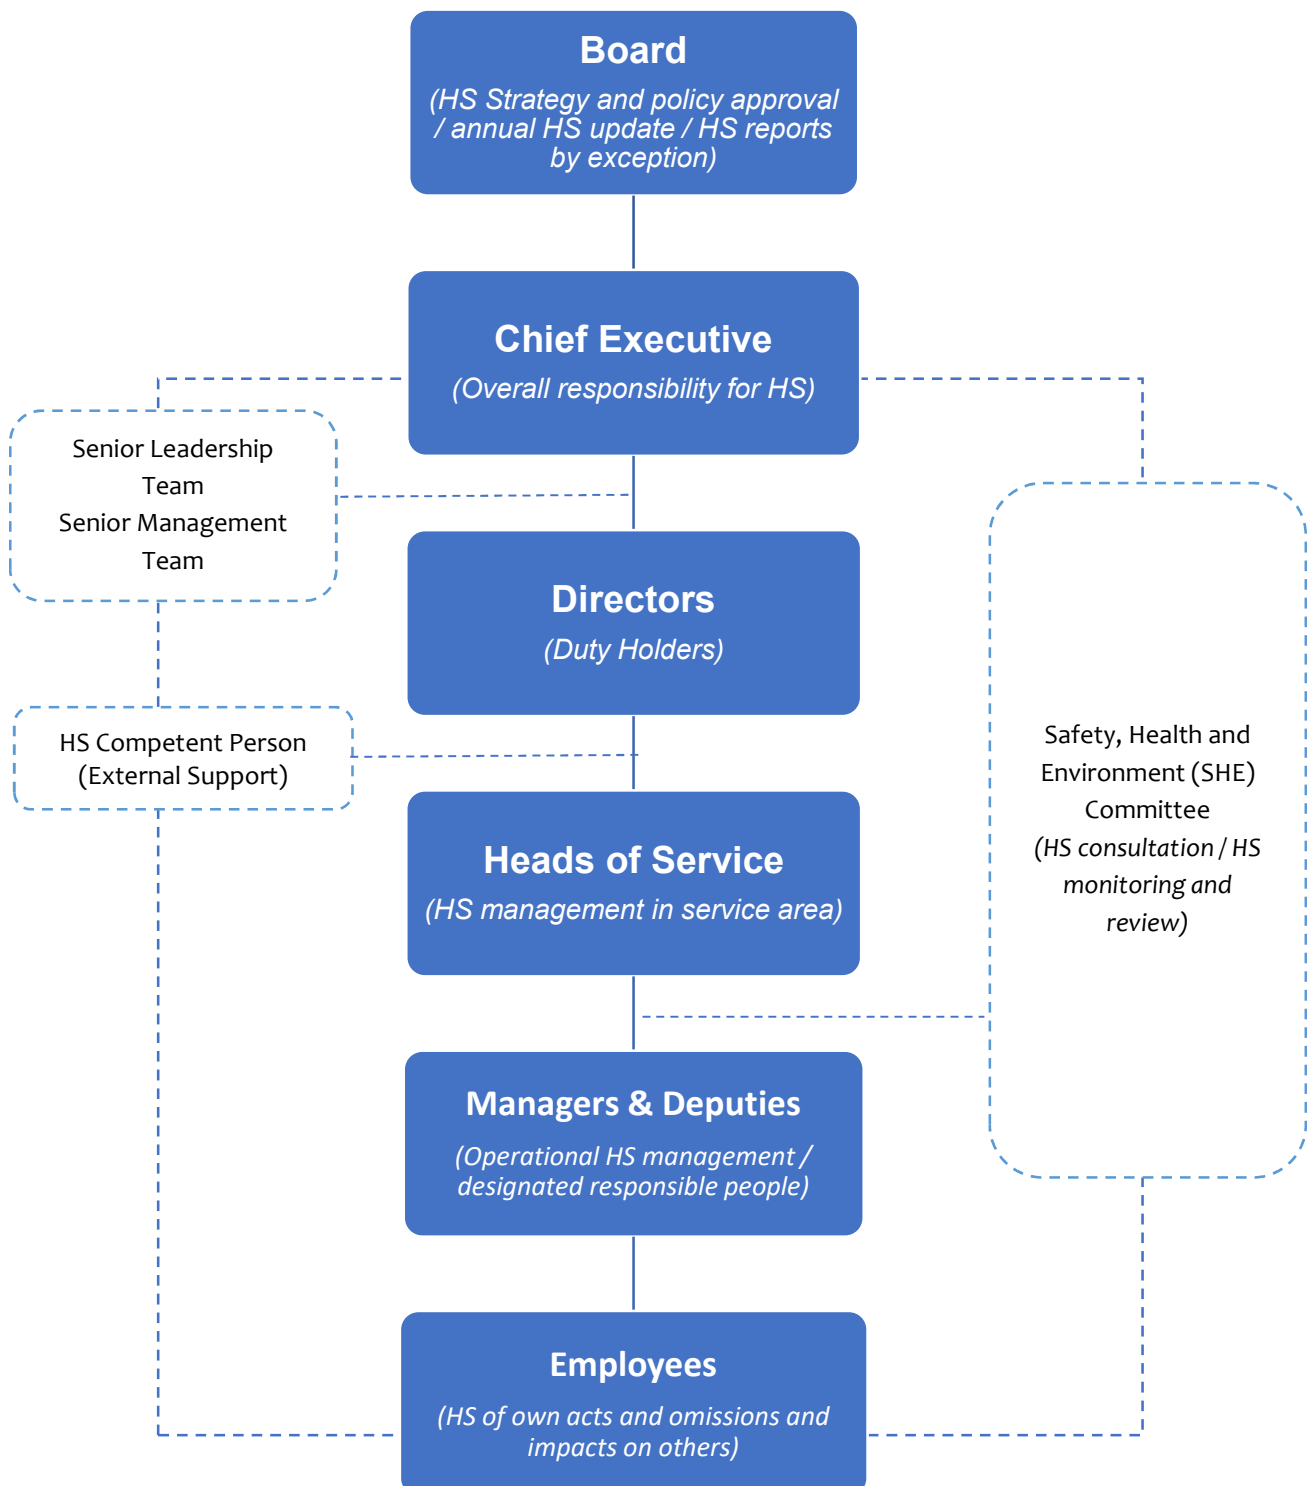 Board
(HS Strategy and policy approval
/ annual HS update / HS reports
by exception)
Chief Executive
(Overall responsibility for HS)
Senior Leadership
Team
Senior Management
Team
Directors
(Duty Holders)
HS Competent Person
(External Support)
Safety, Health and
Environment (SHE)
Committee
(HS consultation / HS
monitoring and
review)
Heads of Service
(HS management in service area)
Managers & Deputies
(Operational HS management /
designated responsible people)
Employees
(HS of own acts and omissions and
impacts on others)